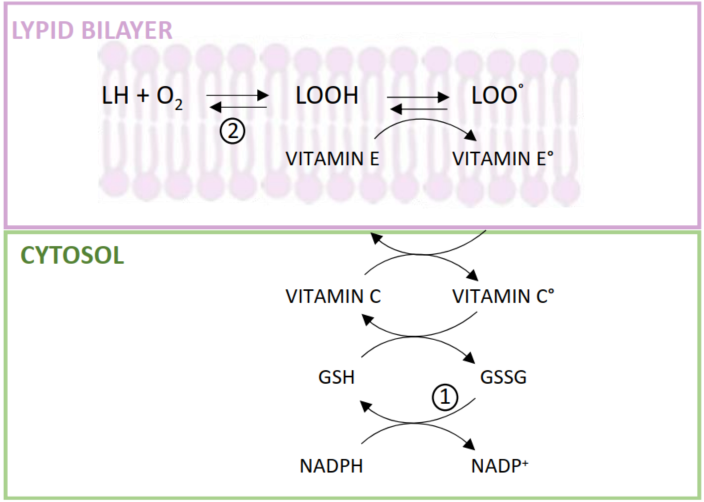 LYPID BILAYER
LH + O₂ LOOH LOO˚
②
VITAMIN E VITAMIN E˚
CYTOSOL
VITAMIN C VITAMIN C˚
GSH GSSG
①
NADPH NADP⁺